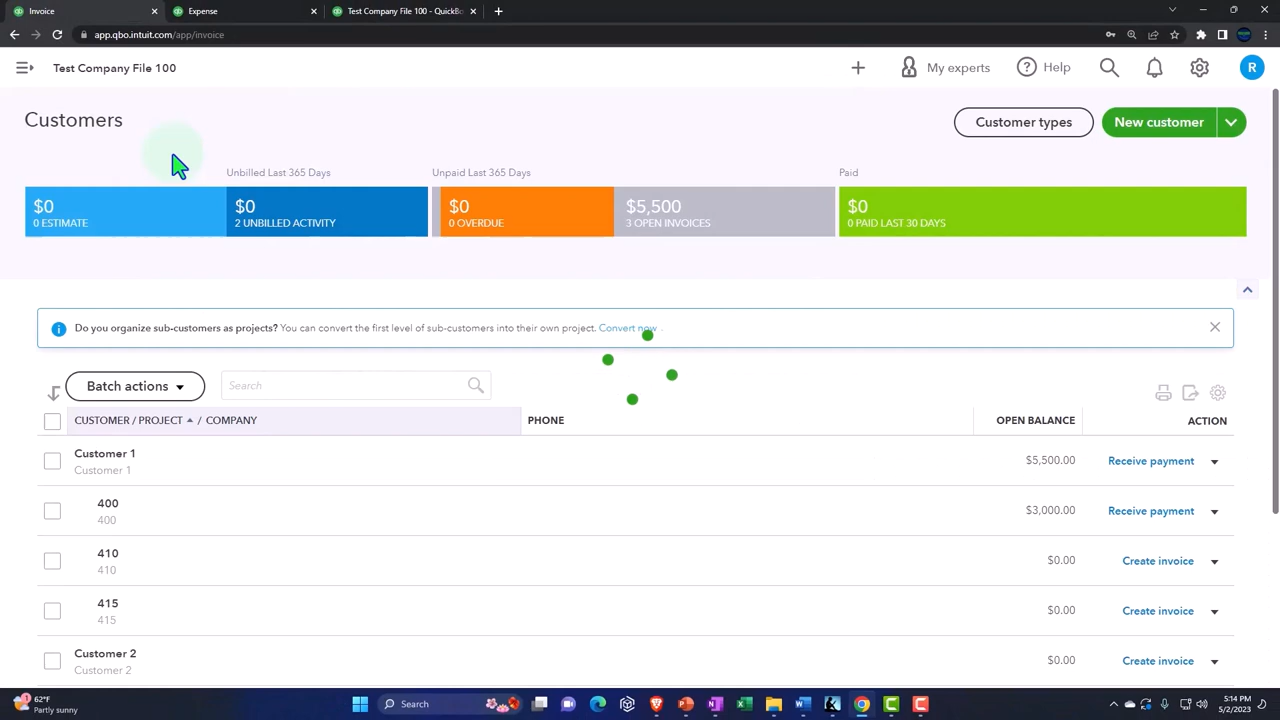 Invoice
Expense
Test Company File 100 - QuickBo
app.qbo.intuit.com/app/invoice
Test Company File 100
My experts
Help
R
Customers
Customer types
New customer
Unbilled Last 365 Days
Unpaid Last 365 Days
Paid
$0
0 ESTIMATE
$0
2 UNBILLED ACTIVITY
$0
0 OVERDUE
$5,500
3 OPEN INVOICES
$0
0 PAID LAST 30 DAYS
Do you organize sub-customers as projects? You can convert the first level of sub-customers into their own project. Convert now .
Batch actions
Search
CUSTOMER / PROJECT / COMPANY
PHONE
OPEN BALANCE
ACTION
Customer 1
Customer 1
$5,500.00
Receive payment
400
400
$3,000.00
Receive payment
410
410
$0.00
Create invoice
415
415
$0.00
Create invoice
Customer 2
Customer 2
$0.00
Create invoice
1
62°F
Partly sunny
Search
5:14 PM
5/2/2023